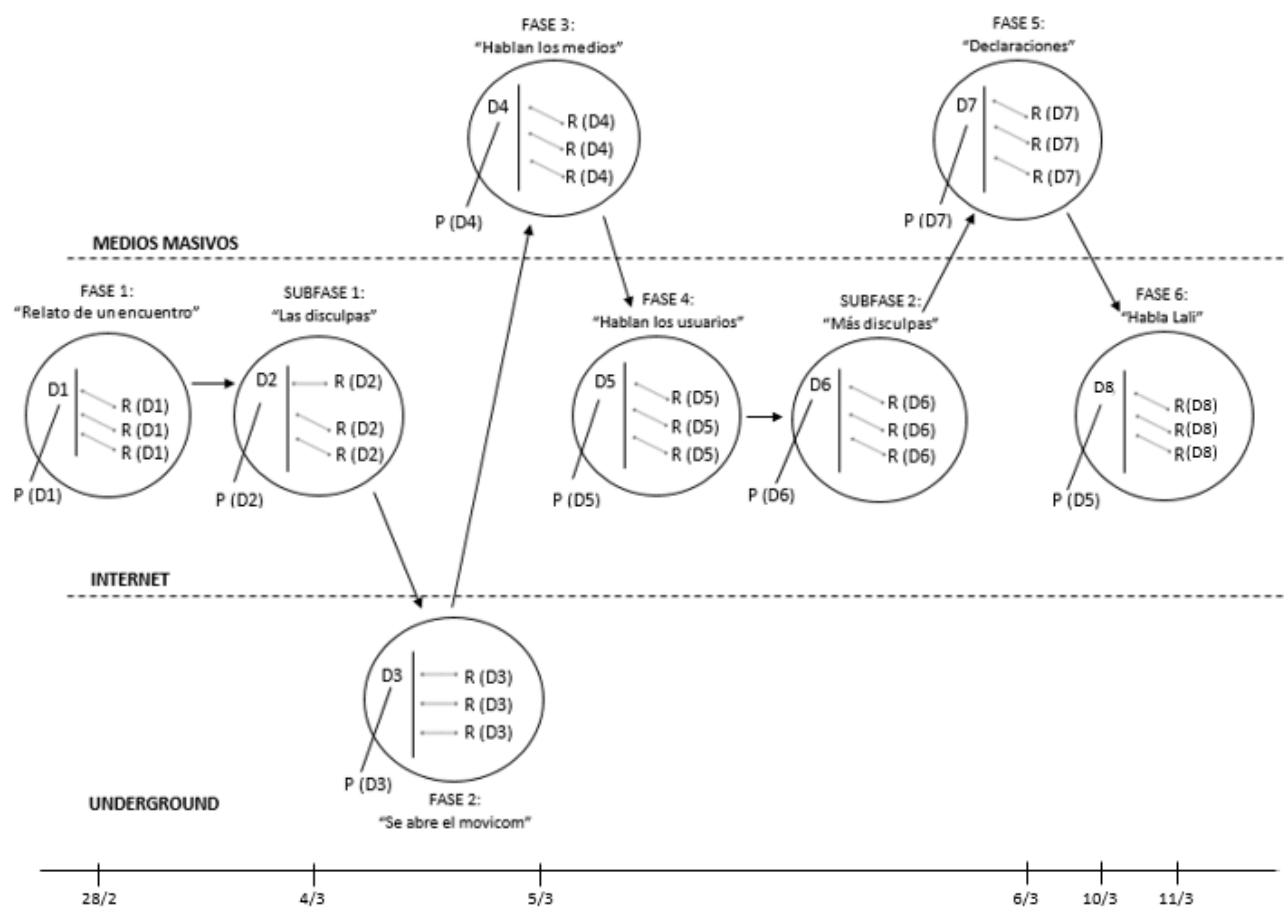 FASE 3:
“Hablan los medios”
D4
R (D4)
R (D4)
R (D4)
P (D4)
FASE 5:
“Declaraciones”
D7
R (D7)
R (D7)
R (D7)
P (D7)
MEDIOS MASIVOS
FASE 1:
“Relato de un encuentro”
D1
R (D1)
R (D1)
R (D1)
P (D1)
SUBFASE 1:
“Las disculpas”
D2
R (D2)
R (D2)
R (D2)
P (D2)
FASE 4:
“Hablan los usuarios”
D5
R (D5)
R (D5)
R (D5)
P (D5)
SUBFASE 2:
“Más disculpas”
D6
R (D6)
R (D6)
R (D6)
P (D6)
FASE 6:
“Habla Lali”
D8
R(D8)
R(D8)
R(D8)
P (D5)
INTERNET
D3
R (D3)
R (D3)
R (D3)
P (D3)
UNDERGROUND
FASE 2:
“Se abre el movicom”
28/2
4/3
5/3
6/3
10/3
11/3